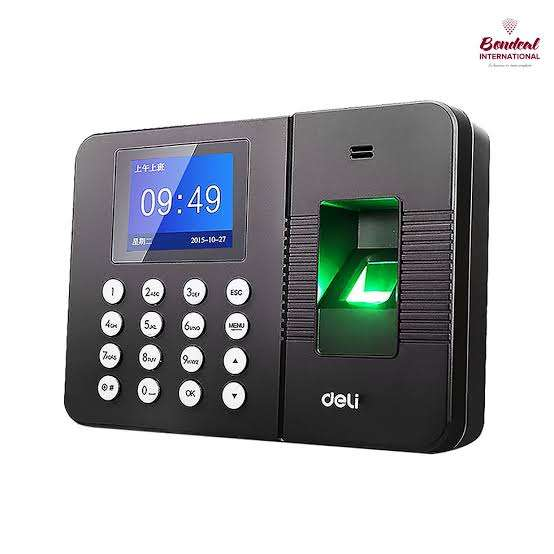 Bondeal
INTERNATIONAL
上午上班
09:49
星期二 2015-10-27
1 2ABC 3DEF ESC
4GHI 5JKL 6MNO MENU
7PQRS 8TUV 9WXYZ ▲
⊙ # 0 OK ▼
deli